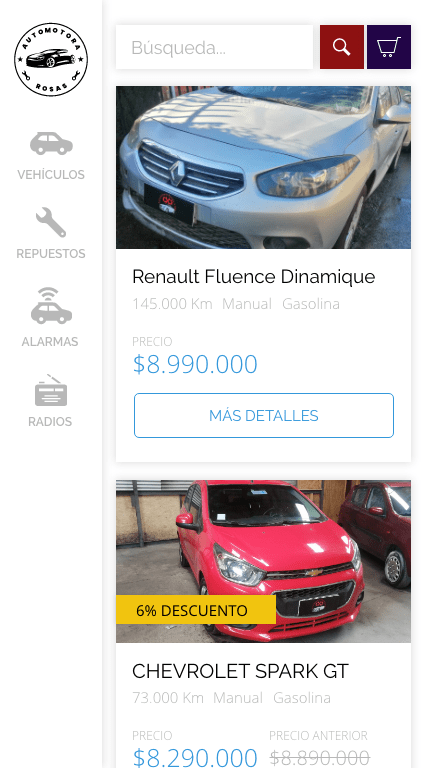 AUTOMOTORA
ROSAS
VEHÍCULOS
REPUESTOS
ALARMAS
RADIOS
Búsqueda...
Renault Fluence Dinamique
145.000 Km Manual Gasolina
PRECIO
$8.990.000
MÁS DETALLES
6% DESCUENTO
CHEVROLET SPARK GT
73.000 Km Manual Gasolina
PRECIO PRECIO ANTERIOR
$8.290.000 $8.890.000